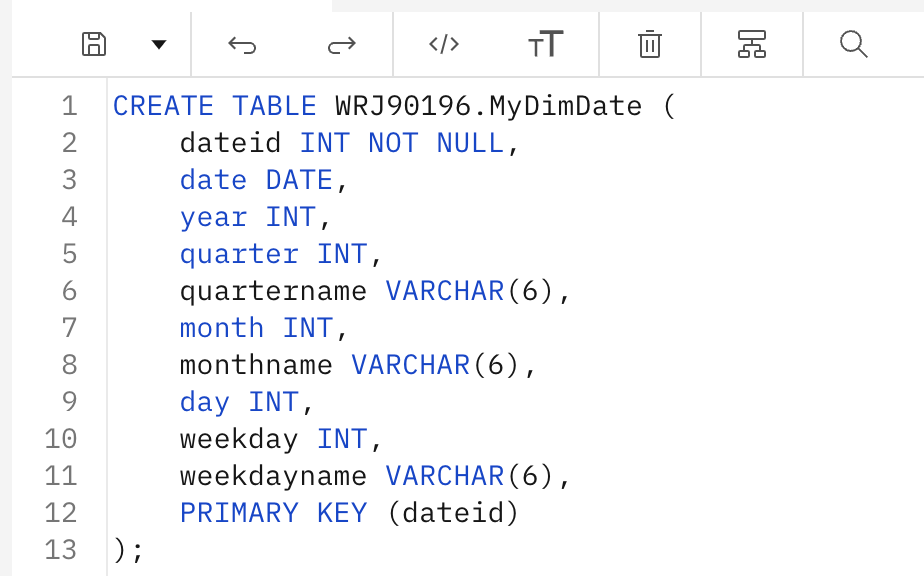 1 CREATE TABLE WRJ90196.MyDimDate (
2     dateid INT NOT NULL,
3     date DATE,
4     year INT,
5     quarter INT,
6     quartername VARCHAR(6),
7     month INT,
8     monthname VARCHAR(6),
9     day INT,
10     weekday INT,
11     weekdayname VARCHAR(6),
12     PRIMARY KEY (dateid)
13 );